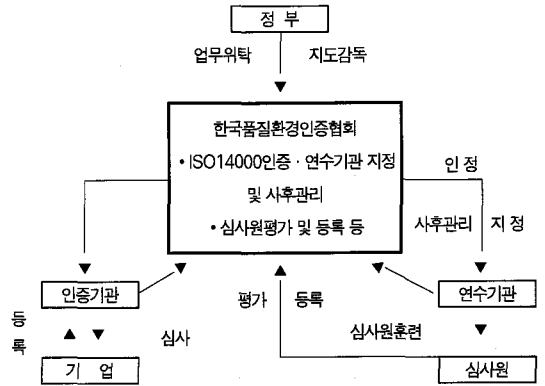 정 부
업무위탁 지도감독
한국품질환경인증협회
• ISO14000인증 · 연수기관 지정
및 사후관리
• 심사원평가 및 등록 등
인 정
사후관리 지 정
인증기관
평가 등록
연수기관
등
록
심사
심사원훈련
기 업
심사원